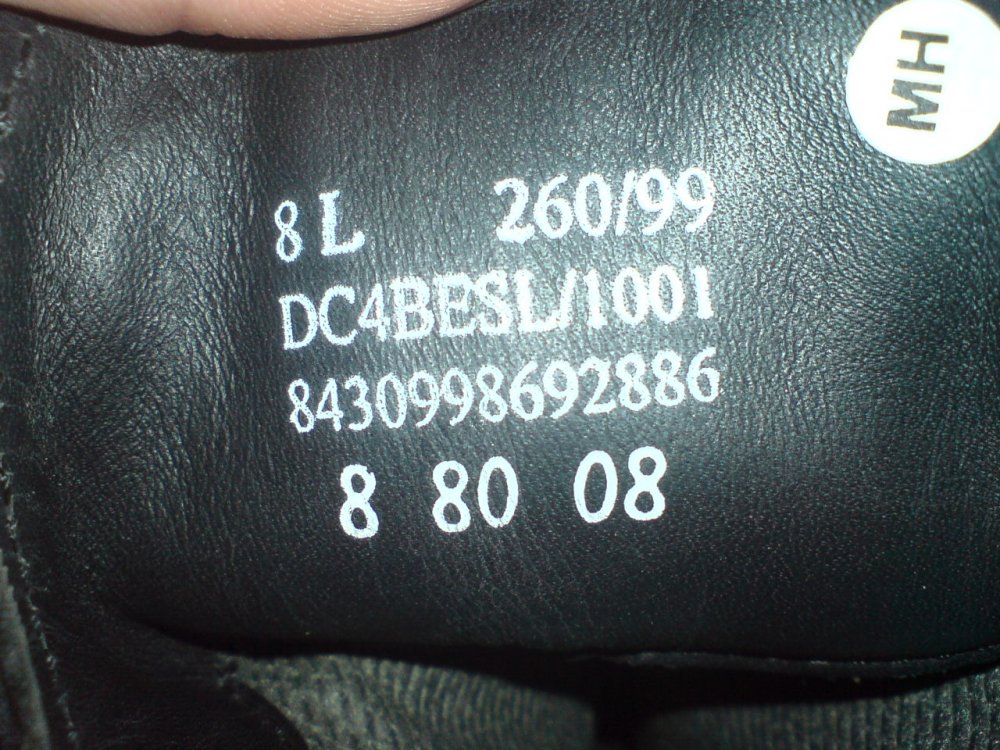 MH
8 L 260/99
DC4BESL/1001
8430998692886
8 80 08